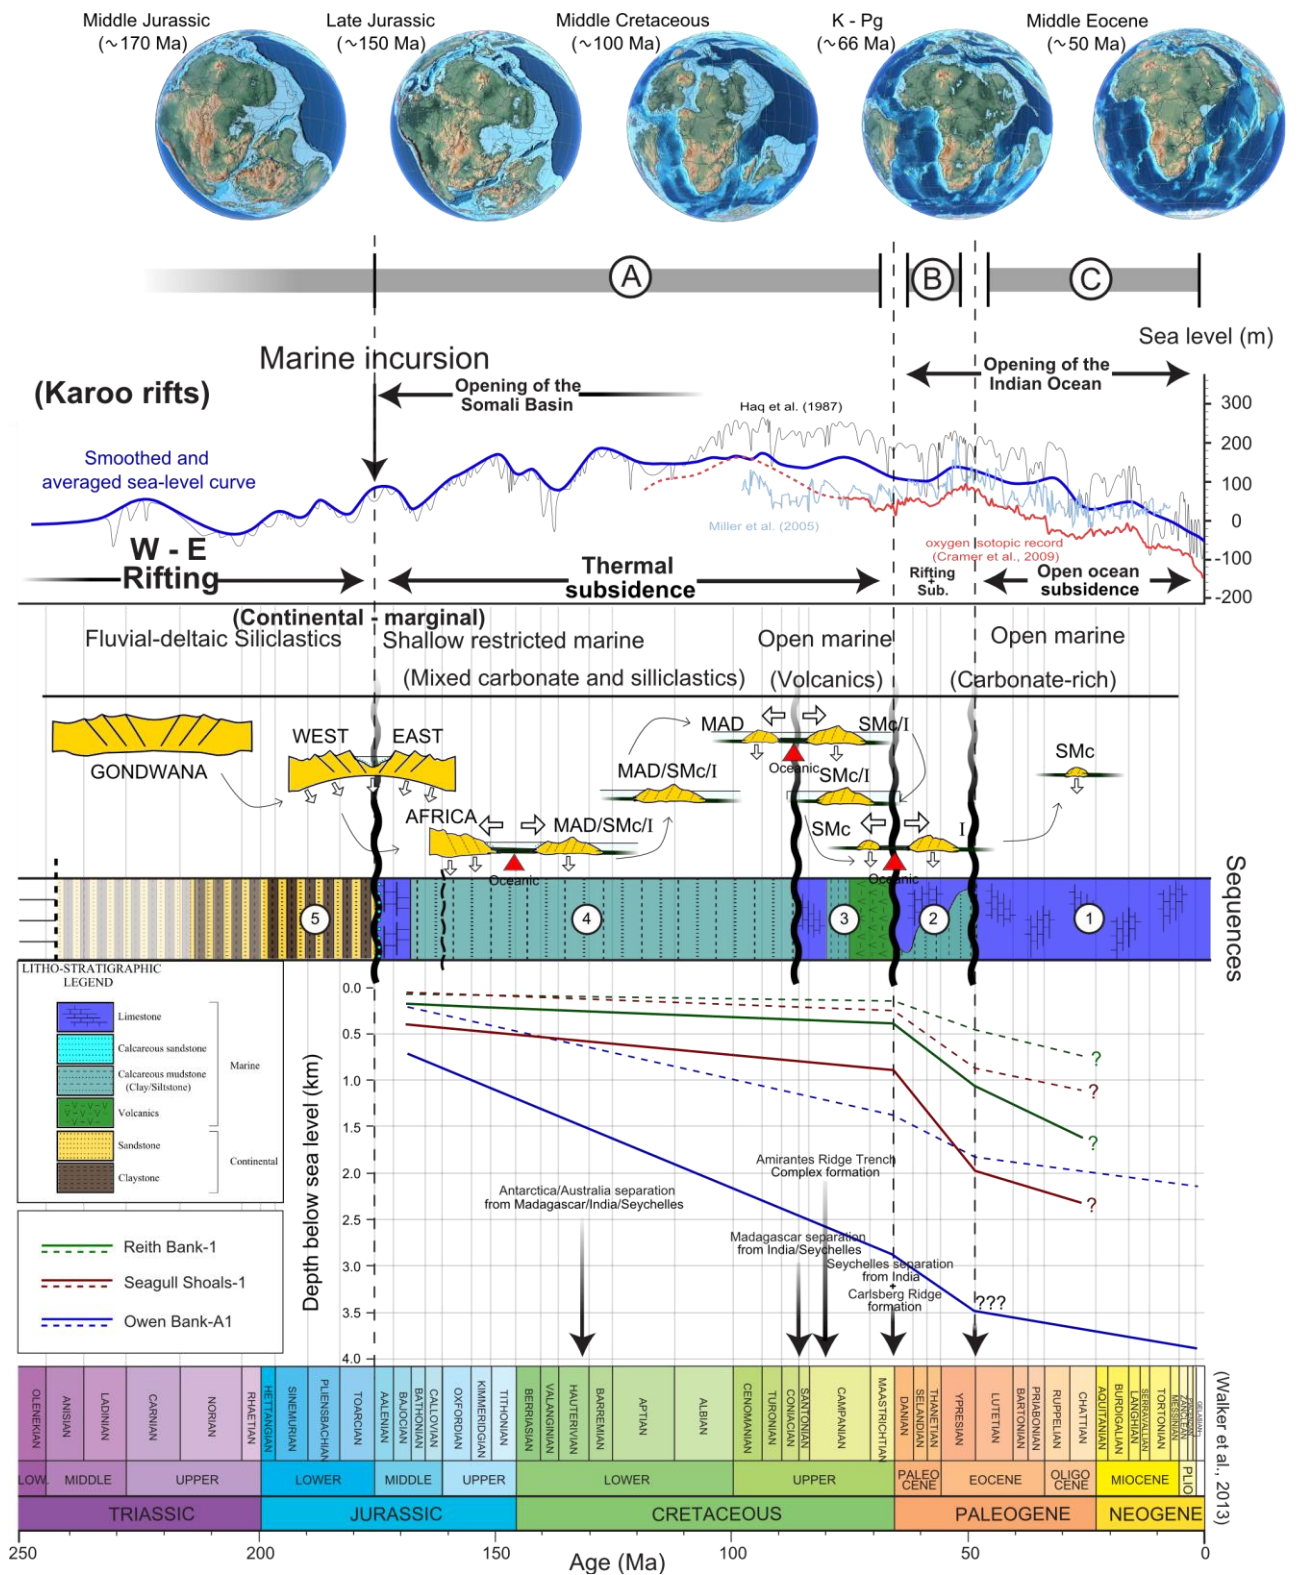 Middle Jurassic
(~170 Ma)
Late Jurassic
(~150 Ma)
Middle Cretaceous
(~100 Ma)
K - Pg
(~66 Ma)
Middle Eocene
(~50 Ma)
A
B
C
Sea level (m)
Marine incursion
(Karoo rifts)
Opening of the
Somali Basin
Opening of the
Indian Ocean
Haq et al. (1987)
Smoothed and
averaged sea-level curve
Miller et al. (2005)
oxygen isotopic record
(Cramer et al., 2009)
300
200
100
0
-100
-200
W - E
Rifting
Thermal
subsidence
Rifting
+
Sub.
Open ocean
subsidence
(Continental - marginal)
Fluvial-deltaic Siliclastics
Shallow restricted marine
(Mixed carbonate and silliclastics)
Open marine
(Volcanics)
Open marine
(Carbonate-rich)
GONDWANA
WEST
EAST
AFRICA
MAD/SMc/I
Oceanic
MAD/SMc/I
MAD
SMc/I
Oceanic
SMc/I
SMc
I
Oceanic
SMc
Sequences
5
4
3
2
1
LITHO-STRATIGRAPHIC
LEGEND
Limestone
Calcareous sandstone
Calcareous mudstone
(Clay/Siltstone)
Volcanics
Sandstone
Claystone
Marine
Continental
Reith Bank-1
Seagull Shoals-1
Owen Bank-A1
Depth below sea level (km)
0.0
0.5
1.0
1.5
2.0
2.5
3.0
3.5
4.0
?
?
?
?
???
Antarctica/Australia separation
from Madagascar/India/Seychelles
Amirantes Ridge Trench
Complex formation
Madagascar separation
from India/Seychelles
Seychelles separation
from India
+
Carlsberg Ridge
formation
OLENEKIAN
ANISIAN
LADINIAN
CARNIAN
NORIAN
RHAETIAN
HETTANGIAN
SINEMURIAN
PLIENSBACHIAN
TOARCIAN
AALENIAN
BAJOCIAN
BATHONIAN
CALLOVIAN
OXFORDIAN
KIMMERIDGIAN
TITHONIAN
BERRIASIAN
VALANGINIAN
HAUTERIVIAN
BARREMIAN
APTIAN
ALBIAN
CENOMANIAN
TURONIAN
CONIACIAN
SANTONIAN
CAMPANIAN
MAASTRICHTIAN
DANIAN
SELANDIAN
THANETIAN
YPRESIAN
LUTETIAN
BARTONIAN
PRIABONIAN
RUPPELIAN
CHATTIAN
AQUITANIAN
BURDIGALIAN
LANGHIAN
SERRAVALLIAN
TORTONIAN
MESSINIAN
ZANCLEAN
LOW.
MIDDLE
UPPER
LOWER
MIDDLE
UPPER
LOWER
UPPER
PALEO
CENE
EOCENE
OLIGO
CENE
MIOCENE
PLIO
TRIASSIC
JURASSIC
CRETACEOUS
PALEOGENE
NEOGENE
(Walker et al., 2013)
250
200
150
100
50
0
Age (Ma)